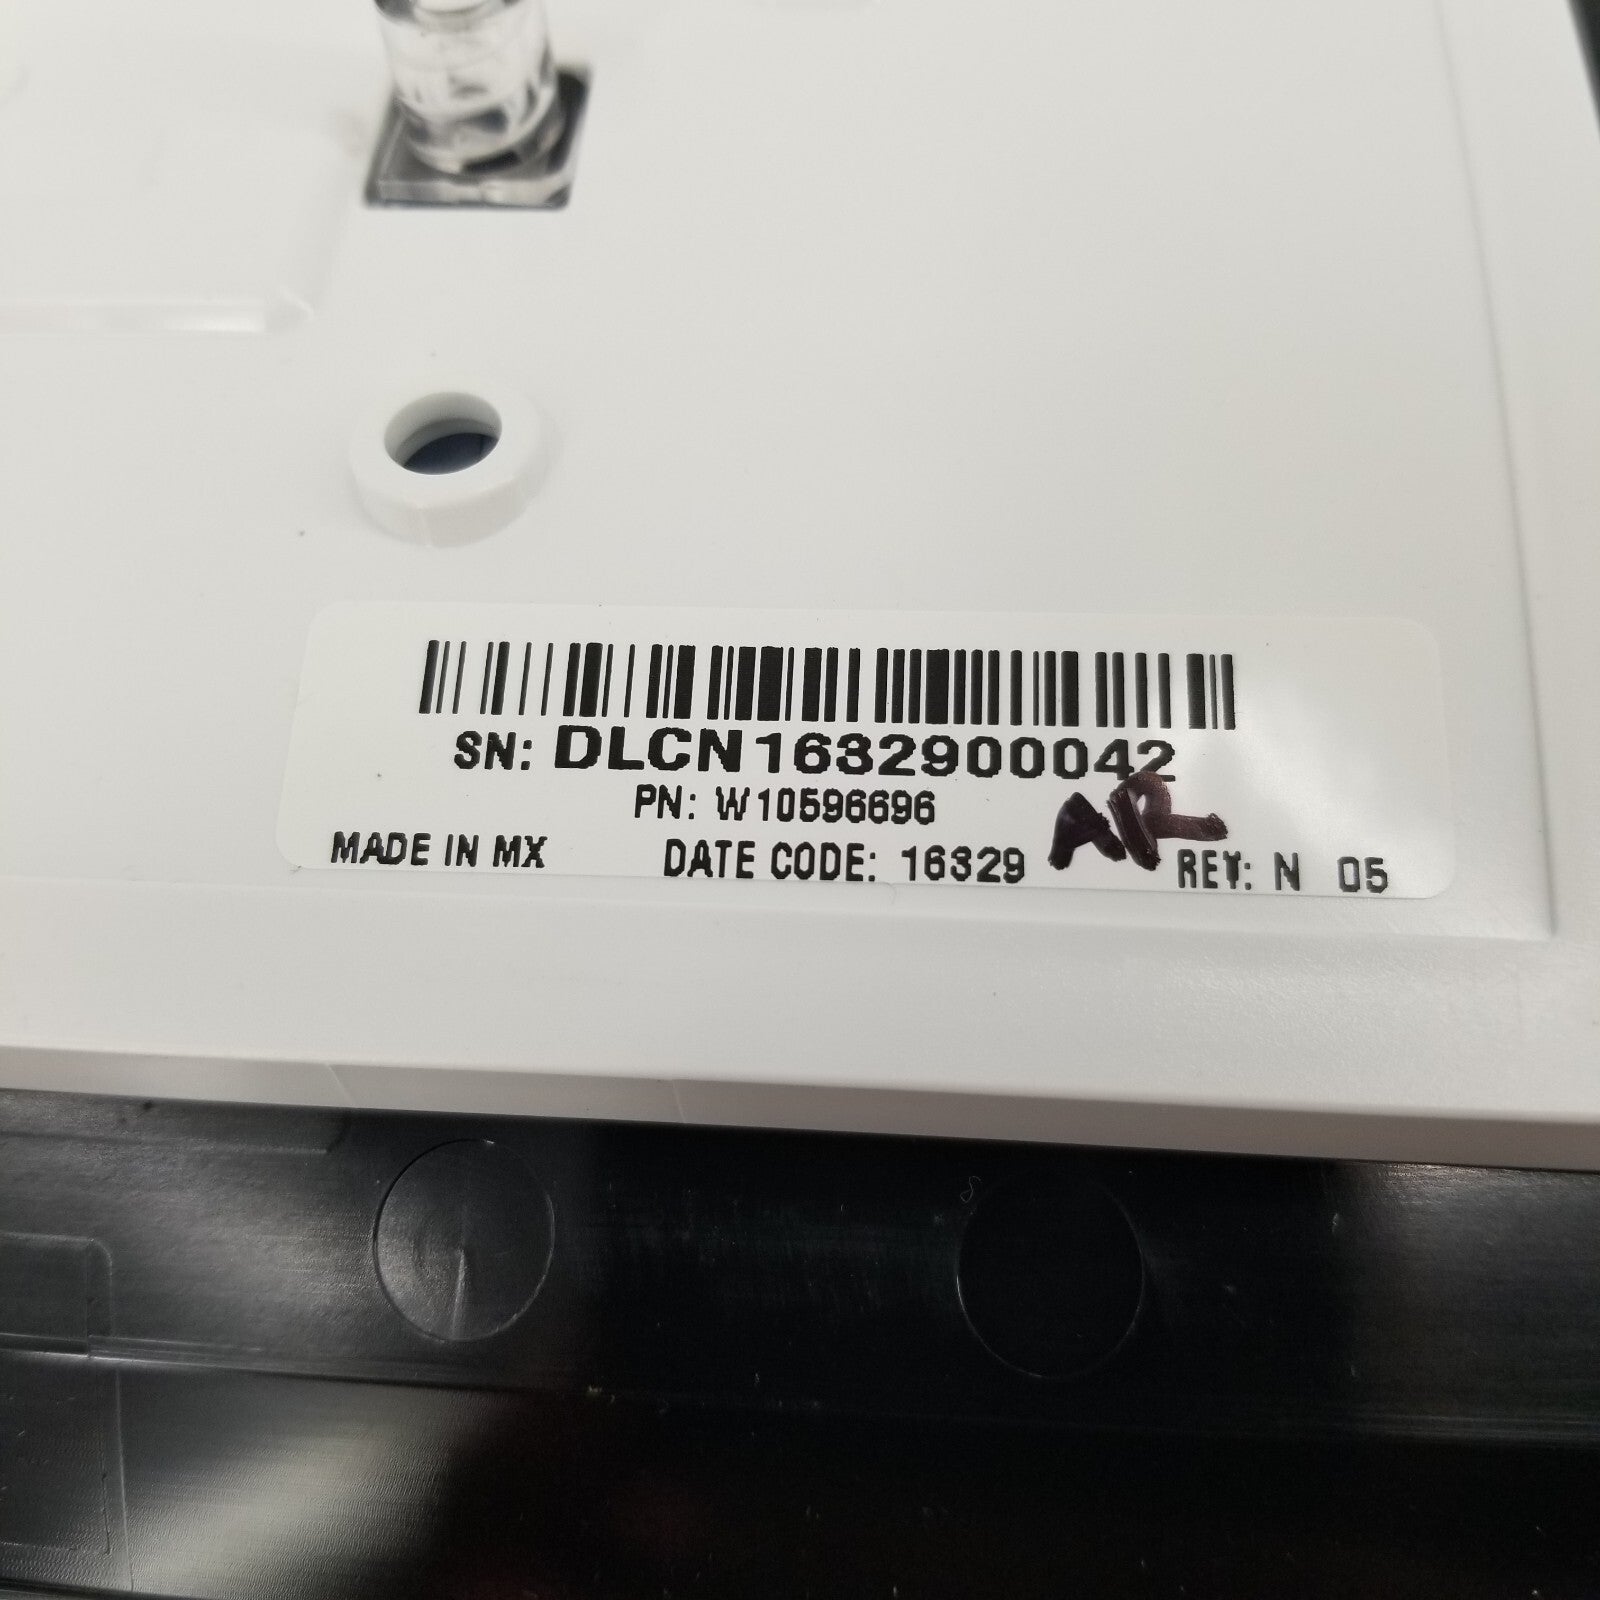 SN: DLCN1632900042
PN: W10596696
MADE IN MX DATE CODE: 16329 AR REV: N 05